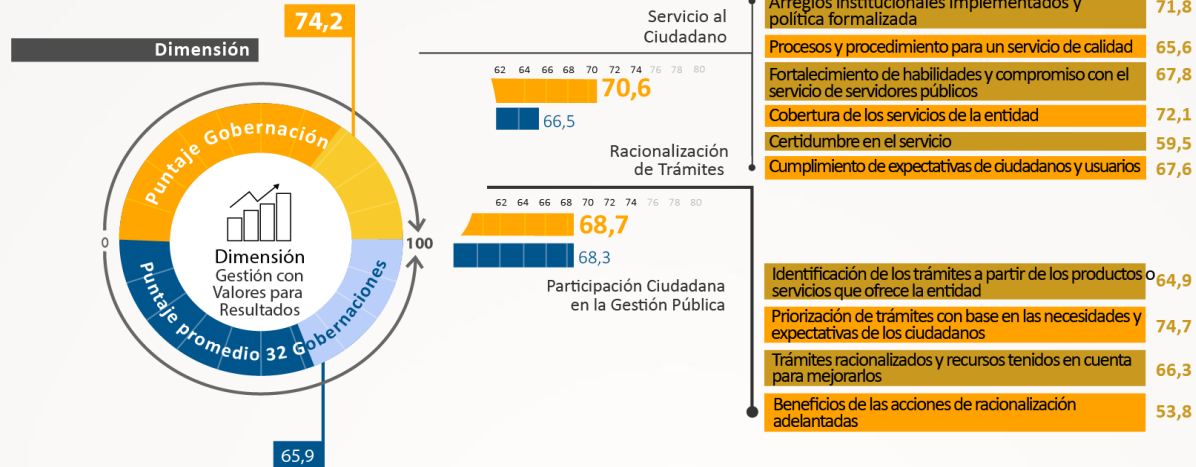 74,2
Dimensión
Puntaje Gobernación
0
100
Dimensión
Gestión con
Valores para
Resultados
Puntaje promedio 32 Gobernaciones
65,9
Servicio al
Ciudadano
62 64 66 68 70 72 74 76 78 80
70,6
66,5
Racionalización
de Trámites
62 64 66 68 70 72 74 76 78 80
68,7
68,3
Participación Ciudadana
en la Gestión Pública
Arreglos institucionales implementados y
política formalizada
71,8
Procesos y procedimiento para un servicio de calidad
65,6
Fortalecimiento de habilidades y compromiso con el
servicio de servidores públicos
67,8
Cobertura de los servicios de la entidad
72,1
Certidumbre en el servicio
59,5
Cumplimiento de expectativas de ciudadanos y usuarios
67,6
Identificación de los trámites a partir de los productos o
servicios que ofrece la entidad
64,9
Priorización de trámites con base en las necesidades y
expectativas de los ciudadanos
74,7
Trámites racionalizados y recursos tenidos en cuenta
para mejorarlos
66,3
Beneficios de las acciones de racionalización
adelantadas
53,8